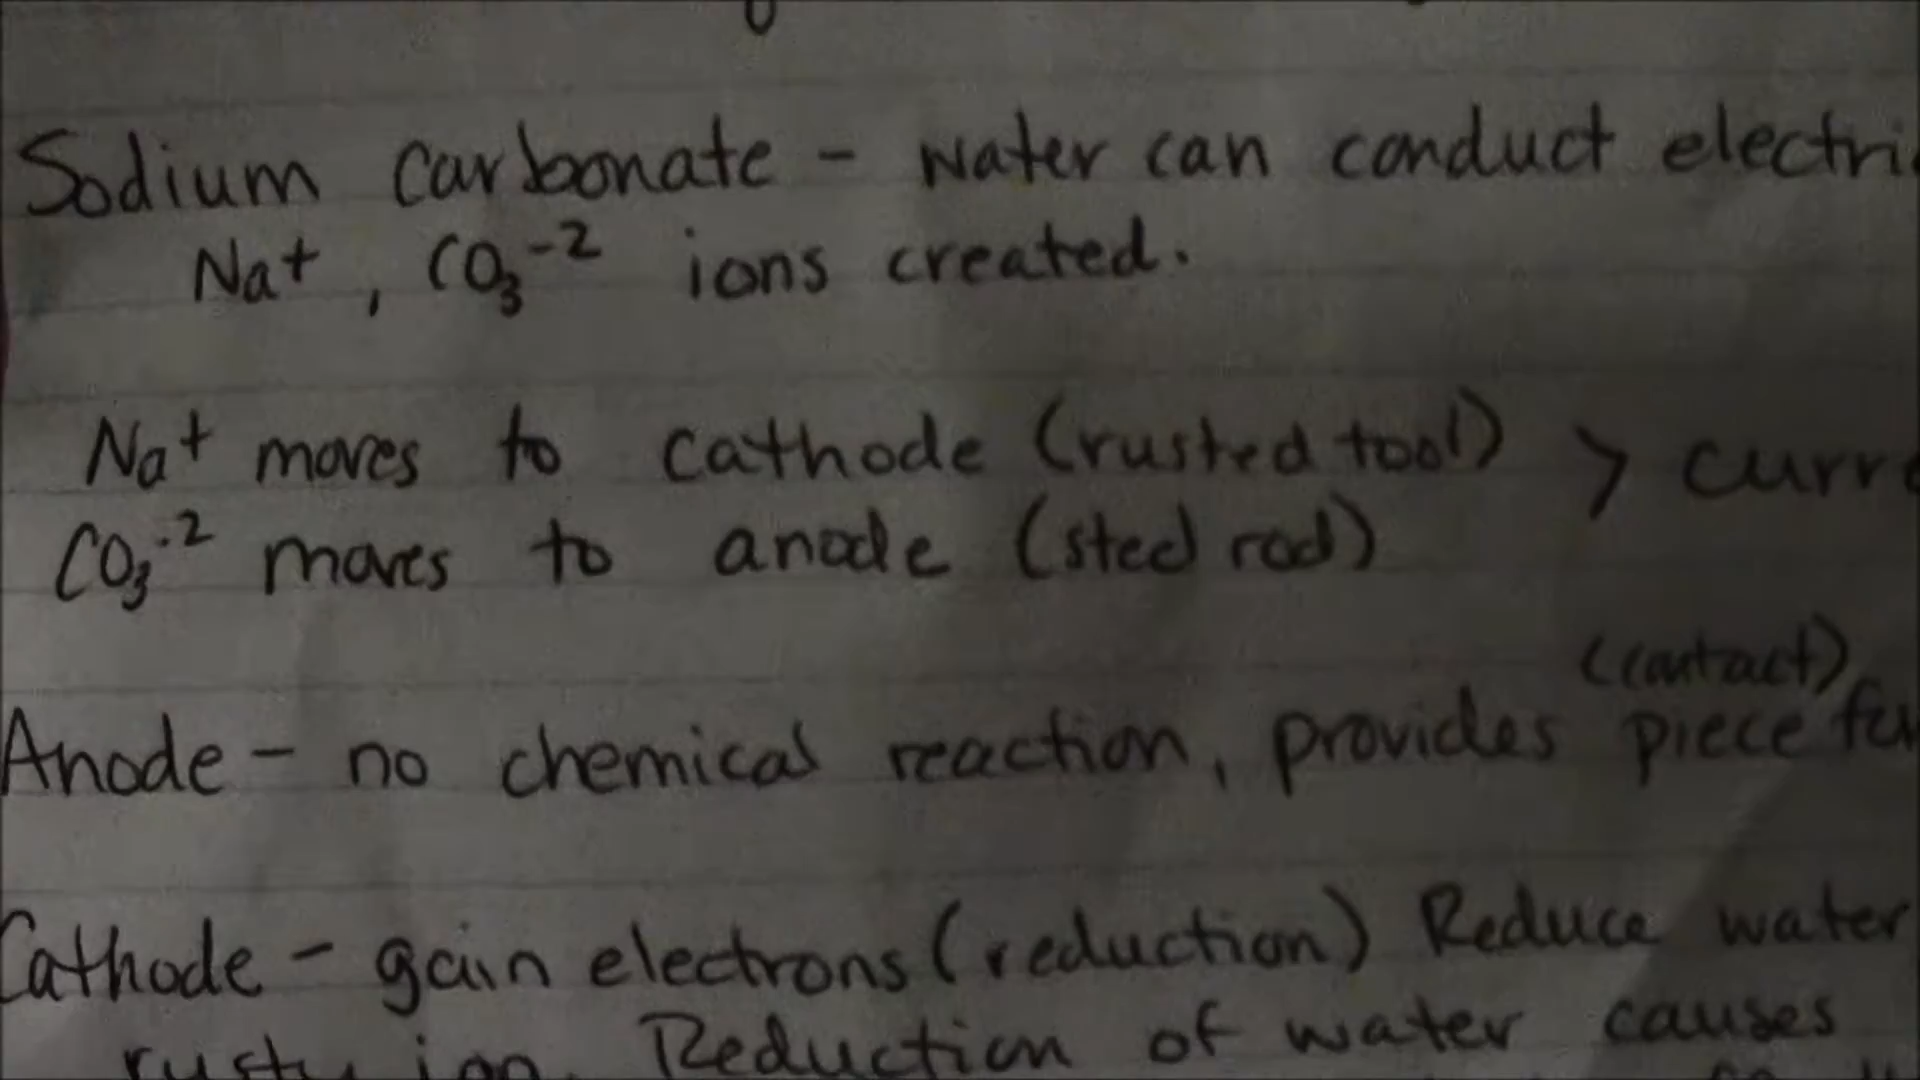 Sodium carbonate - water can conduct electri
Na+, CO3-2 ions created.
Na+ moves to cathode (rusted tool) > curr
CO3-2 moves to anode (steel rod)
(contact)
Anode - no chemical reaction, provides piece
Cathode - gain electrons (reduction) Reduce water
rusty Reduction of water causes